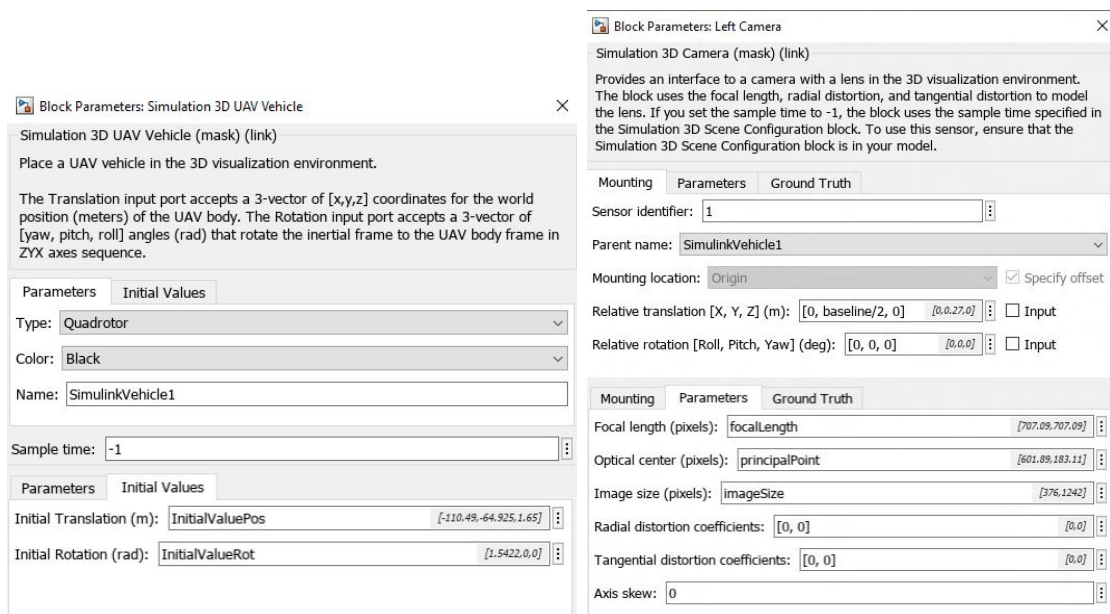 Block Parameters: Simulation 3D UAV Vehicle
Simulation 3D UAV Vehicle (mask) (link)
Place a UAV vehicle in the 3D visualization environment.
The Translation input port accepts a 3-vector of [x,y,z] coordinates for the world
position (meters) of the UAV body. The Rotation input port accepts a 3-vector of
[yaw, pitch, roll] angles (rad) that rotate the inertial frame to the UAV body frame in
ZYX axes sequence.
Parameters Initial Values
Type: Quadrotor
Color: Black
Name: SimulinkVehicle1
Sample time: -1
Parameters Initial Values
Initial Translation (m): InitialValuePos [-110.49,-64.925,1.65]
Initial Rotation (rad): InitialValueRot [1.5422,0,0]
Block Parameters: Left Camera
Simulation 3D Camera (mask) (link)
Provides an interface to a camera with a lens in the 3D visualization environment.
The block uses the focal length, radial distortion, and tangential distortion to model
the lens. If you set the sample time to -1, the block uses the sample time specified in
the Simulation 3D Scene Configuration block. To use this sensor, ensure that the
Simulation 3D Scene Configuration block is in your model.
Mounting Parameters Ground Truth
Sensor identifier: 1
Parent name: SimulinkVehicle1
Mounting location: Origin Specify offset
Relative translation [X, Y, Z] (m): [0, baseline/2, 0] [0,0.27,0] Input
Relative rotation [Roll, Pitch, Yaw] (deg): [0, 0, 0] [0,0,0] Input
Mounting Parameters Ground Truth
Focal length (pixels): focalLength [707.09,707.09]
Optical center (pixels): principalPoint [601.89,183.11]
Image size (pixels): imageSize [376,1242]
Radial distortion coefficients: [0, 0] [0,0]
Tangential distortion coefficients: [0, 0] [0,0]
Axis skew: 0